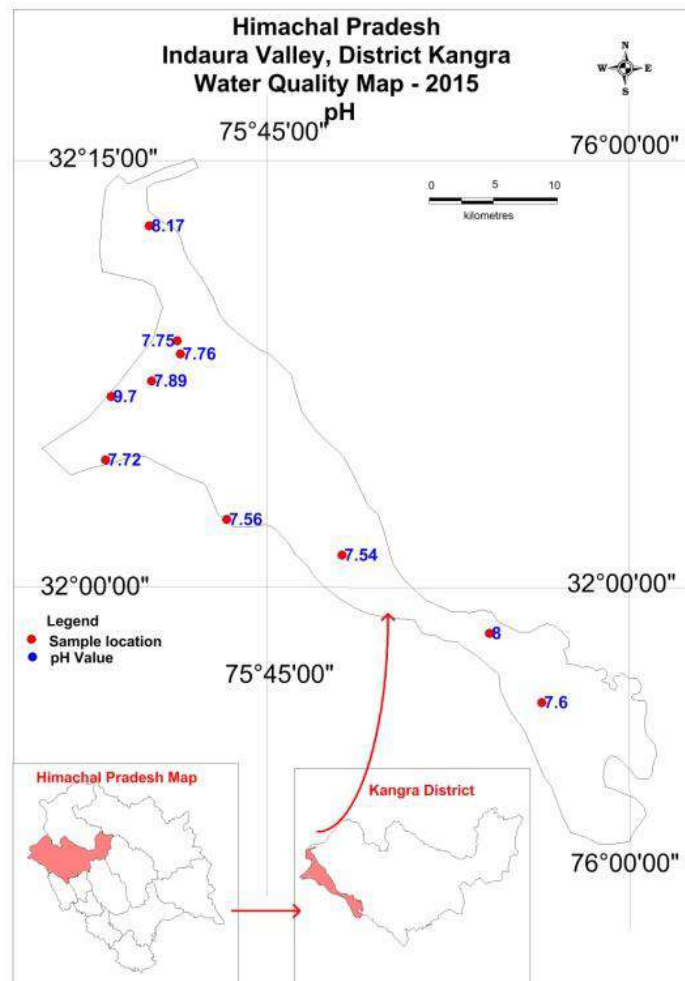 Himachal Pradesh
Indaura Valley, District Kangra
Water Quality Map - 2015
pH
N
W E
S
75°45'00"
76°00'00"
32°15'00"
0 5 10
kilometres
8.17
7.75
7.76
7.89
9.7
7.72
7.56
7.54
32°00'00"
32°00'00"
Legend
Sample location
pH Value
8
75°45'00"
7.6
Himachal Pradesh Map
Kangra District
76°00'00"